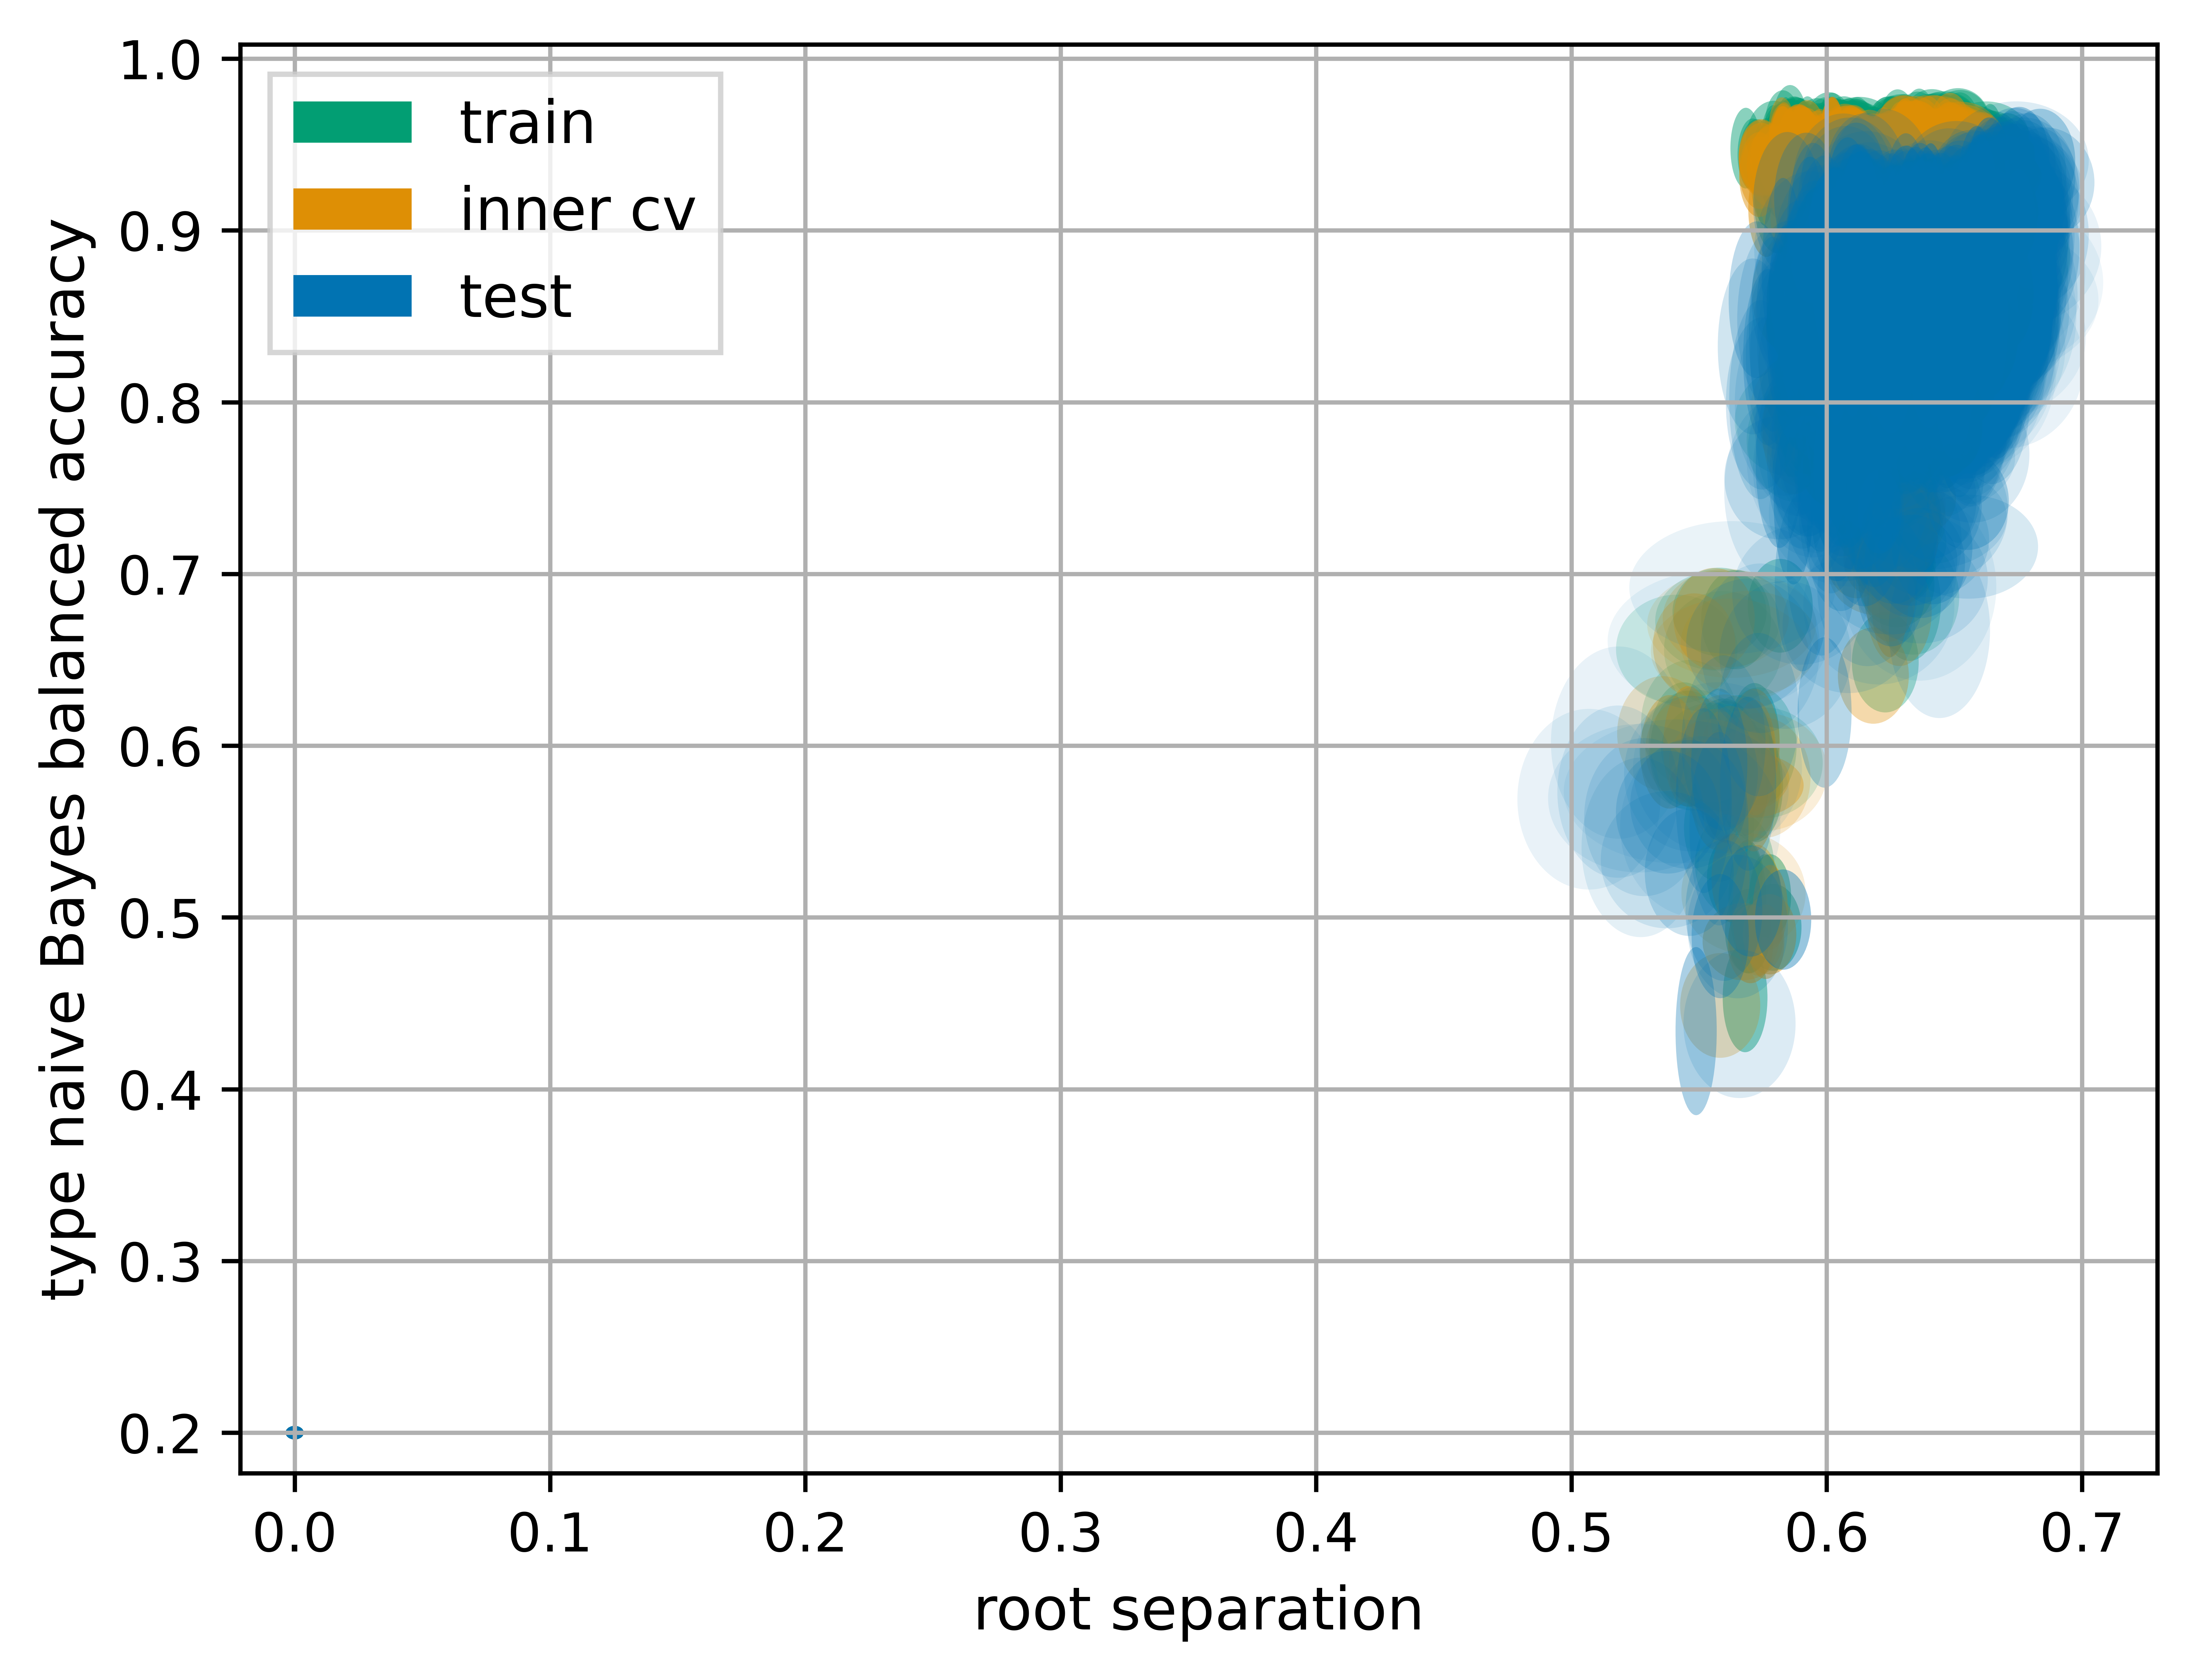 1.0
0.9
0.8
0.7
0.6
0.5
0.4
0.3
0.2
type naive Bayes balanced accuracy
train
inner cv
test
0.0 0.1 0.2 0.3 0.4 0.5 0.6 0.7
root separation